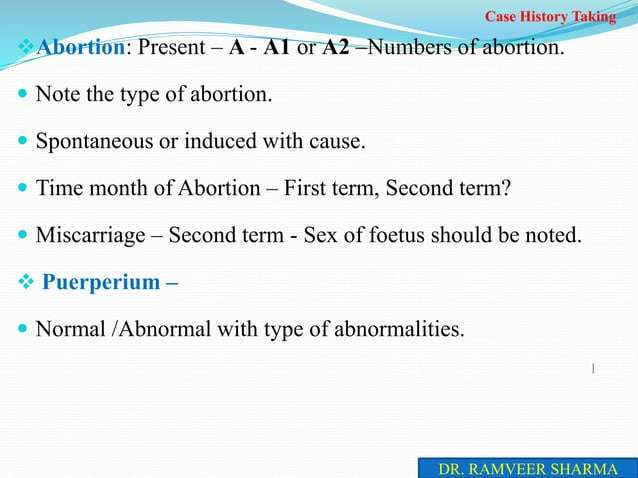 Case History Taking
❖Abortion: Present – A - A1 or A2 –Numbers of abortion.
• Note the type of abortion.
• Spontaneous or induced with cause.
• Time month of Abortion – First term, Second term?
• Miscarriage – Second term - Sex of foetus should be noted.
❖ Puerperium –
• Normal /Abnormal with type of abnormalities.
|
DR. RAMVEER SHARMA